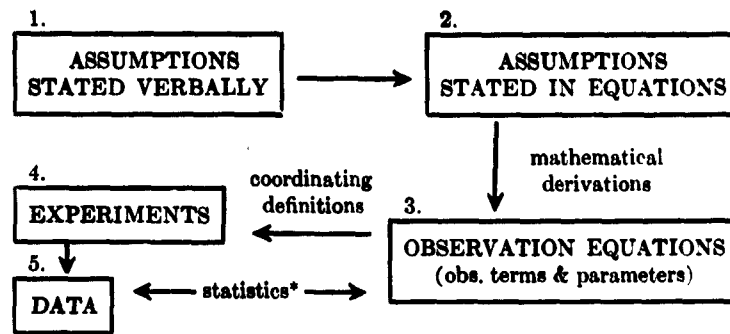 1.
ASSUMPTIONS
STATED VERBALLY
2.
ASSUMPTIONS
STATED IN EQUATIONS
mathematical
derivations
3.
OBSERVATION EQUATIONS
(obs. terms & parameters)
coordinating
definitions
4.
EXPERIMENTS
5.
DATA
statistics*